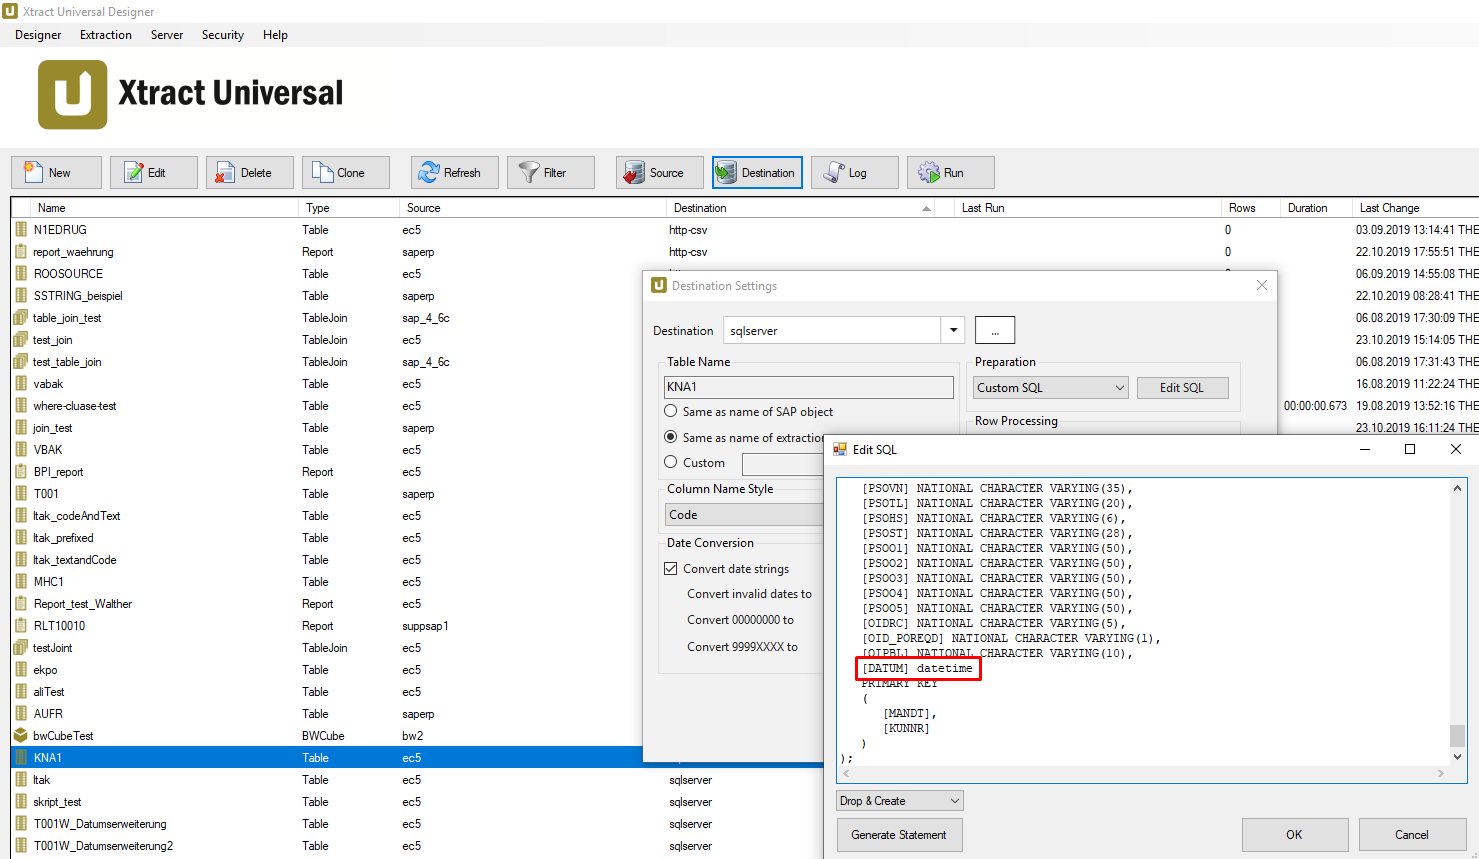 Xtract Universal Designer
Designer Extraction Server Security Help
Xtract Universal
New Edit Delete Clone Refresh Filter Source Destination Log Run
Name Type Source Destination Last Run Rows Duration Last Change
N1EDRUG Table ec5 http-csv 0 03.09.2019 13:14:41 THE
report_waehrung Report saperp http-csv 0 22.10.2019 17:55:51 THE
ROOSOURCE Table ec5 06.09.2019 14:55:08 THE
SSTRING_beispiel Table saperp 22.10.2019 08:28:41 THE
table_join_test TableJoin sap_4_6c 06.08.2019 17:30:09 THE
test_join TableJoin ec5 23.10.2019 15:14:05 THE
test_table_join TableJoin sap_4_6c 06.08.2019 17:31:43 THE
vabak Table ec5 16.08.2019 11:22:24 THE
where-cluase-test Table ec5 00:00:00.673 19.08.2019 13:52:16 THE
join_test Table saperp 23.10.2019 16:11:24 THE
VBAK Table ec5
BPI_report Report ec5
T001 Table saperp
ltak_codeAndText Table ec5
ltak_prefixed Table ec5
ltak_textandCode Table ec5
MHC1 Table ec5
Report_test_Walther Report ec5
RLT10010 Report suppsap1
testJoint TableJoin ec5
ekpo Table ec5
aliTest Table ec5
AUFR Table saperp
bwCubeTest BWCube bw2
KNA1 Table ec5
ltak Table ec5 sqlserver
skript_test Table ec5 sqlserver
T001W_Datumserweiterung Table ec5 sqlserver
T001W_Datumserweiterung2 Table ec5 sqlserver
Destination Settings
Destination sqlserver ...
Table Name
KNA1
Same as name of SAP object
Same as name of extraction
Custom
Column Name Style
Code
Date Conversion
Convert date strings
Convert invalid dates to
Convert 00000000 to
Convert 9999XXXX to
Preparation
Custom SQL Edit SQL
Row Processing
Edit SQL
[PSOVN] NATIONAL CHARACTER VARYING(35),
[PSOTL] NATIONAL CHARACTER VARYING(20),
[PSOHS] NATIONAL CHARACTER VARYING(6),
[PSOST] NATIONAL CHARACTER VARYING(28),
[PSOO1] NATIONAL CHARACTER VARYING(50),
[PSOO2] NATIONAL CHARACTER VARYING(50),
[PSOO3] NATIONAL CHARACTER VARYING(50),
[PSOO4] NATIONAL CHARACTER VARYING(50),
[PSOO5] NATIONAL CHARACTER VARYING(50),
[OIDRC] NATIONAL CHARACTER VARYING(5),
[OID_POREQD] NATIONAL CHARACTER VARYING(1),
[OIPBL] NATIONAL CHARACTER VARYING(10),
[DATUM] datetime
PRIMARY KEY
(
[MANDT],
[KUNNR]
)
);
Drop & Create
Generate Statement OK Cancel